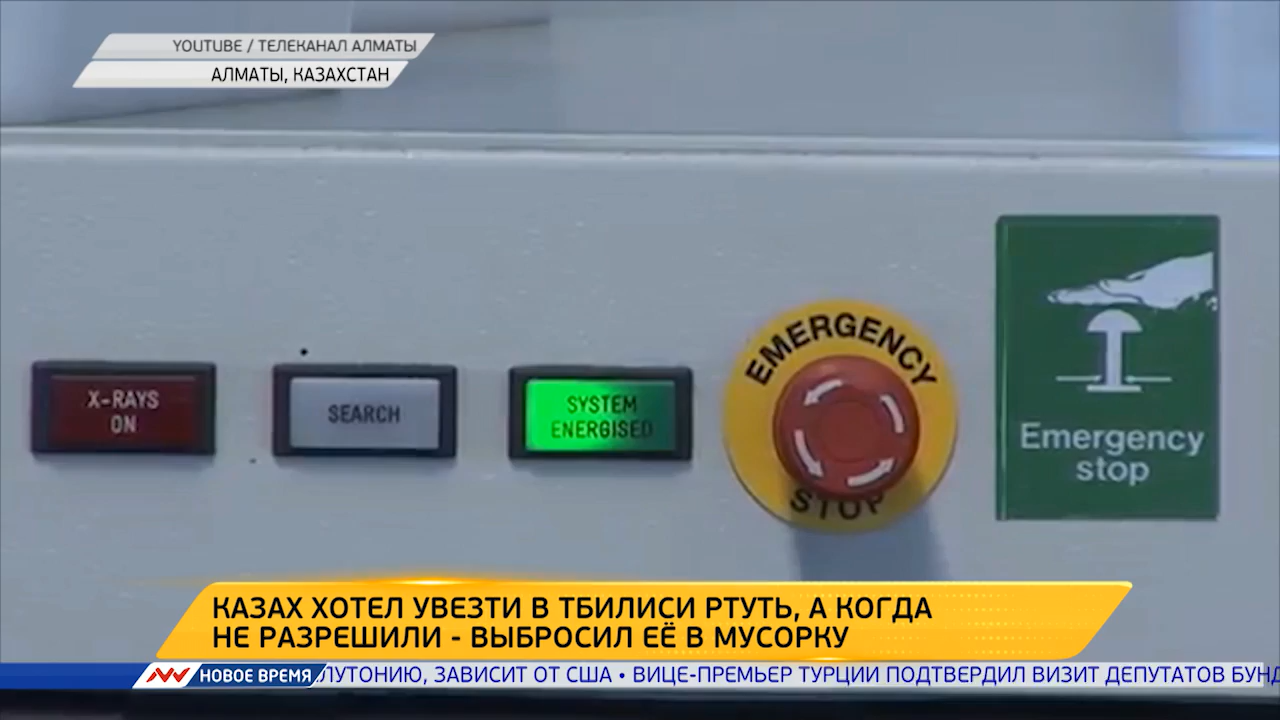 YOUTUBE / ТЕЛЕКАНАЛ АЛМАТЫ
АЛМАТЫ, КАЗАХСТАН
X-RAYS
ON
SEARCH
SYSTEM
ENERGISED
EMERGENCY
STOP
Emergency
stop
КАЗАХ ХОТЕЛ УВЕЗТИ В ТБИЛИСИ РТУТЬ, А КОГДА
НЕ РАЗРЕШИЛИ - ВЫБРОСИЛ ЕЁ В МУСОРКУ
НОВОЕ ВРЕМЯ ЛУТОНИЮ, ЗАВИСИТ ОТ США • ВИЦЕ-ПРЕМЬЕР ТУРЦИИ ПОДТВЕРДИЛ ВИЗИТ ДЕПУТАТОВ БУНД